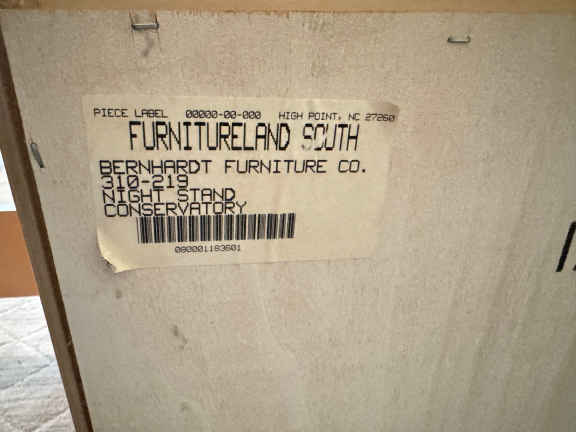 PIECE LABEL 00000-00-000 HIGH POINT, NC 27260
FURNITURELAND SOUTH
BERNHARDT FURNITURE CO.
310-219
NIGHT STAND
CONSERVATORY
080001183601